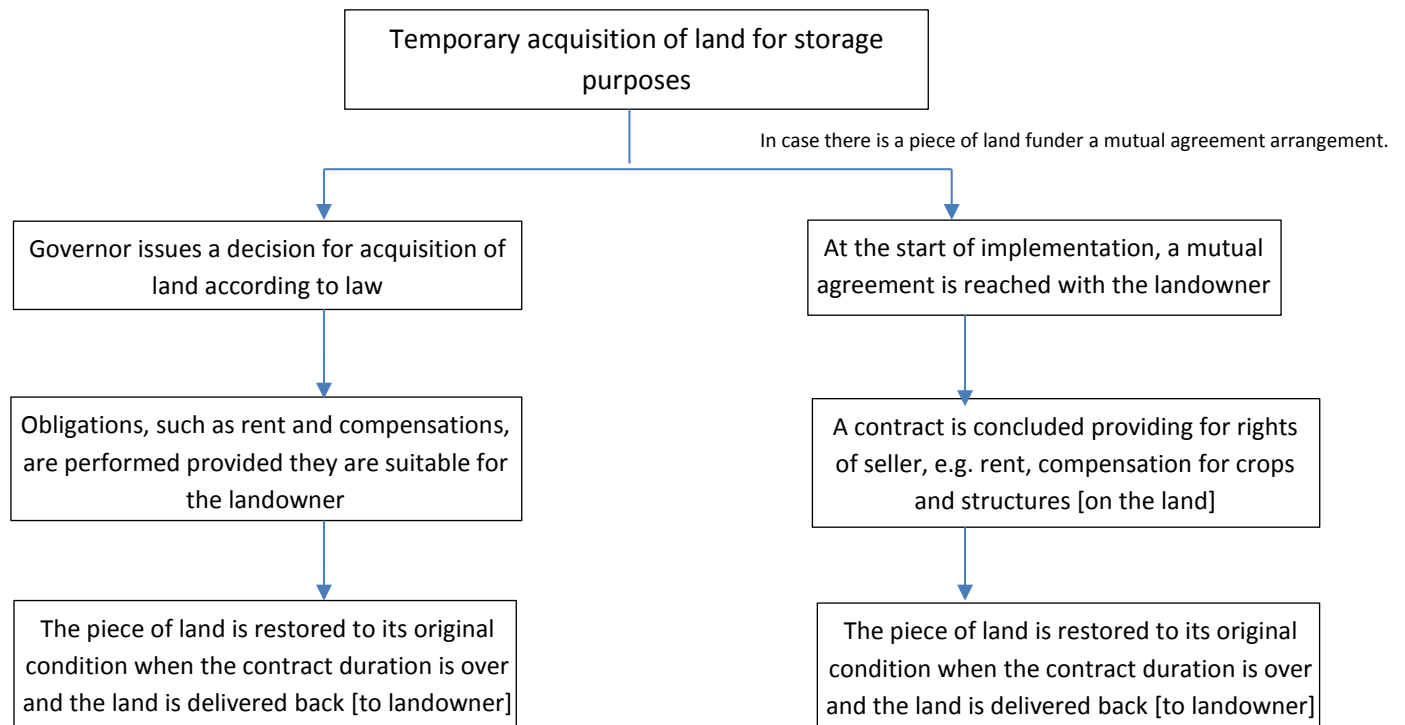 Temporary acquisition of land for storage
purposes
In case there is a piece of land funder a mutual agreement arrangement.
Governor issues a decision for acquisition of
land according to law
At the start of implementation, a mutual
agreement is reached with the landowner
Obligations, such as rent and compensations,
are performed provided they are suitable for
the landowner
A contract is concluded providing for rights
of seller, e.g. rent, compensation for crops
and structures [on the land]
The piece of land is restored to its original
condition when the contract duration is over
and the land is delivered back [to landowner]
The piece of land is restored to its original
condition when the contract duration is over
and the land is delivered back [to landowner]